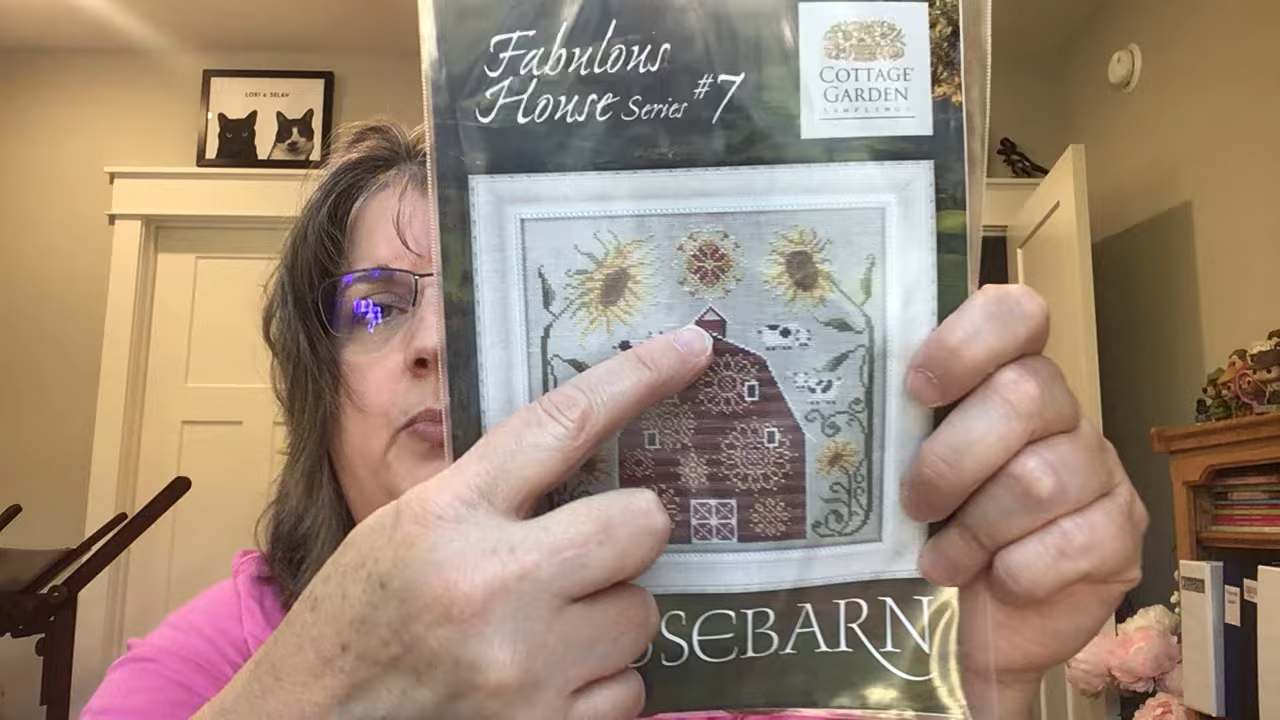 LORI & SELAH
Fabulous
House Series #7
COTTAGE
GARDEN
SAMPLINGS
SEBARN